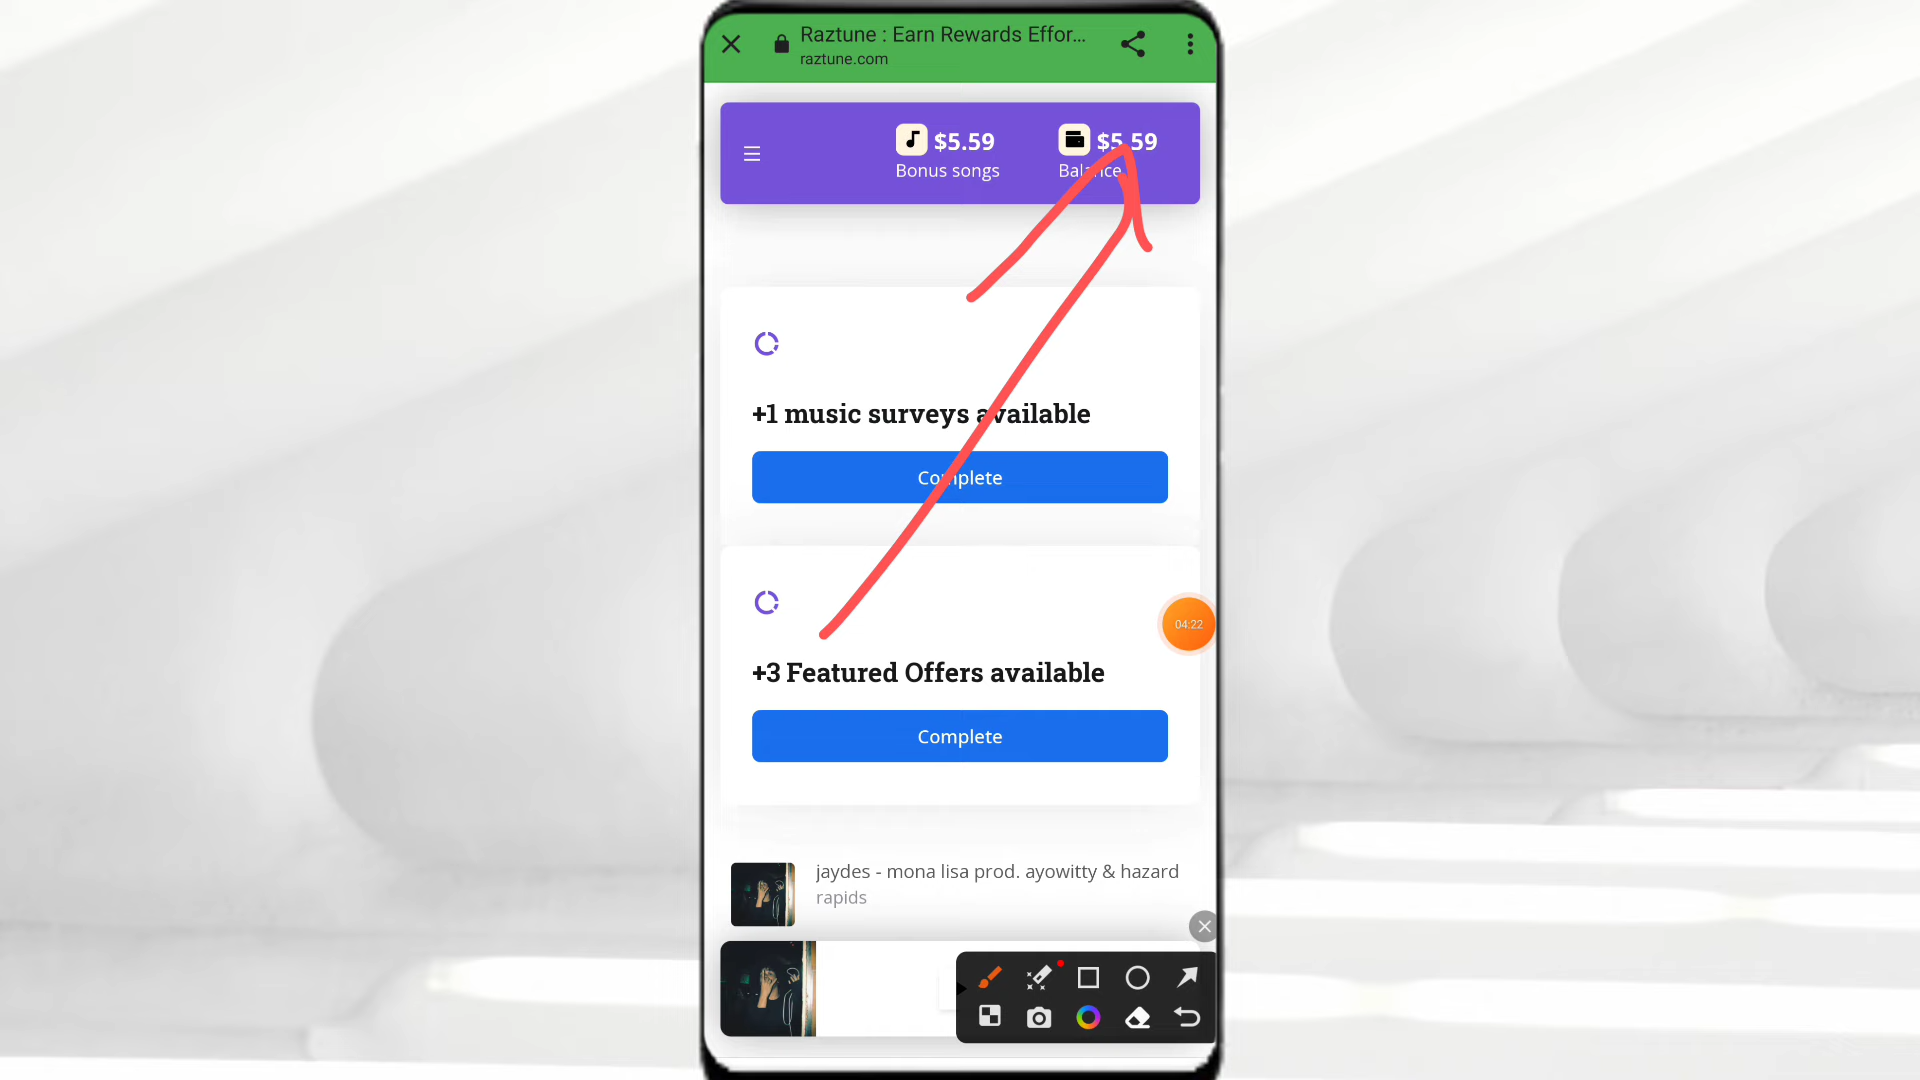 Raztune : Earn Rewards Effor...
raztune.com
$5.59
Bonus songs
$5.59
Balance
+1 music surveys available
Complete
+3 Featured Offers available
Complete
04:22
jaydes - mona lisa prod. ayowitty & hazard
rapids